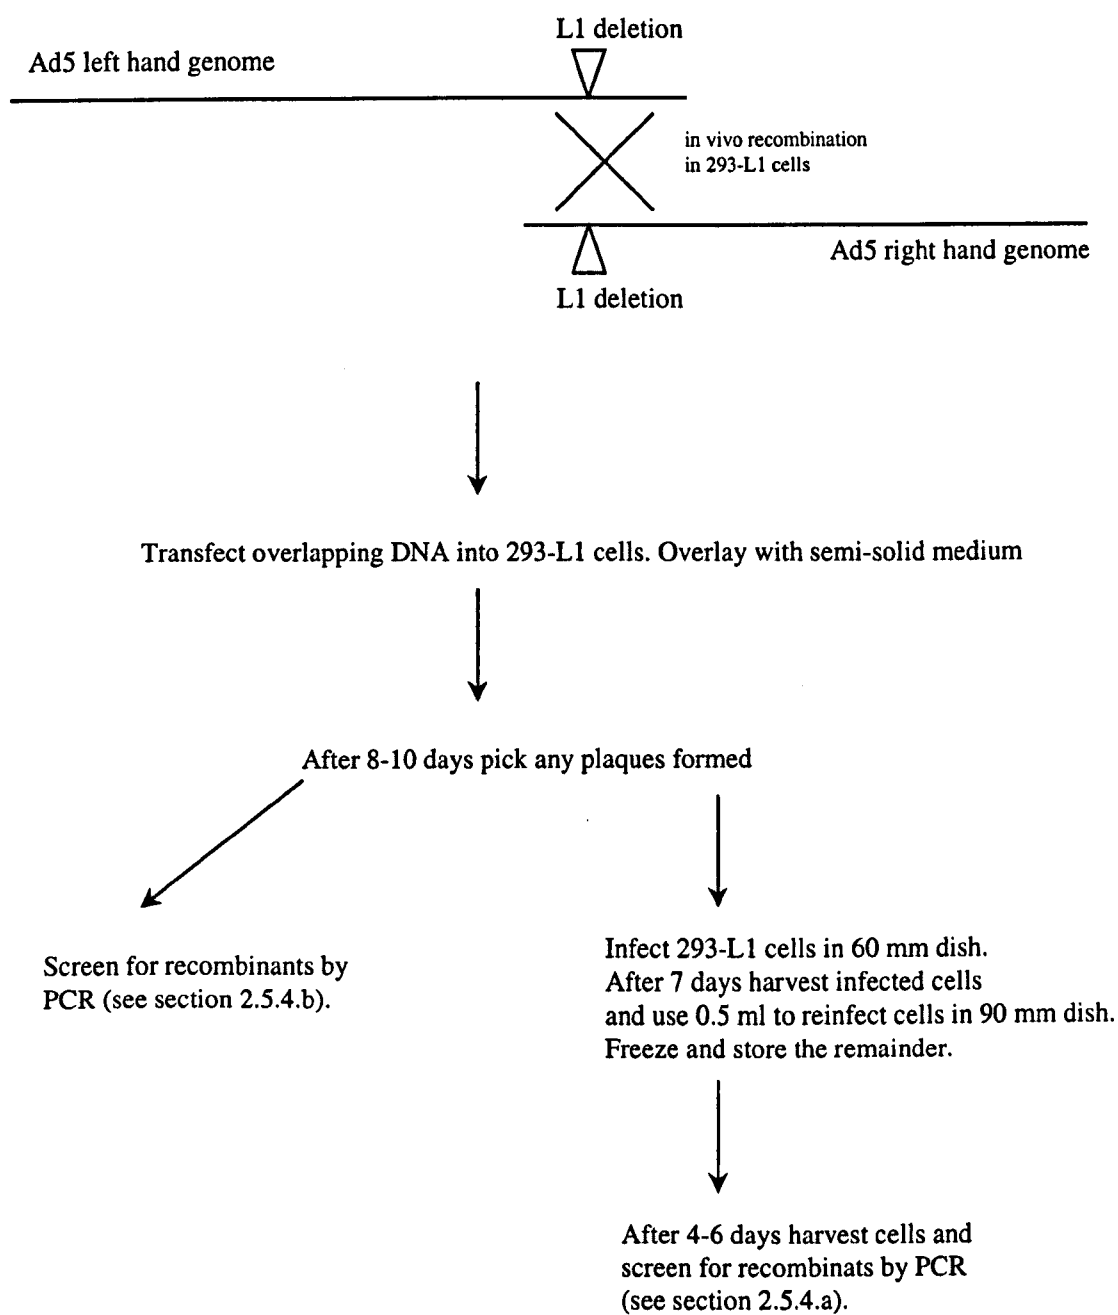 L1 deletion
Ad5 left hand genome
in vivo recombination
in 293-L1 cells
Ad5 right hand genome
L1 deletion
Transfect overlapping DNA into 293-L1 cells. Overlay with semi-solid medium
After 8-10 days pick any plaques formed
Screen for recombinants by
PCR (see section 2.5.4.b).
Infect 293-L1 cells in 60 mm dish.
After 7 days harvest infected cells
and use 0.5 ml to reinfect cells in 90 mm dish.
Freeze and store the remainder.
After 4-6 days harvest cells and
screen for recombinats by PCR
(see section 2.5.4.a).